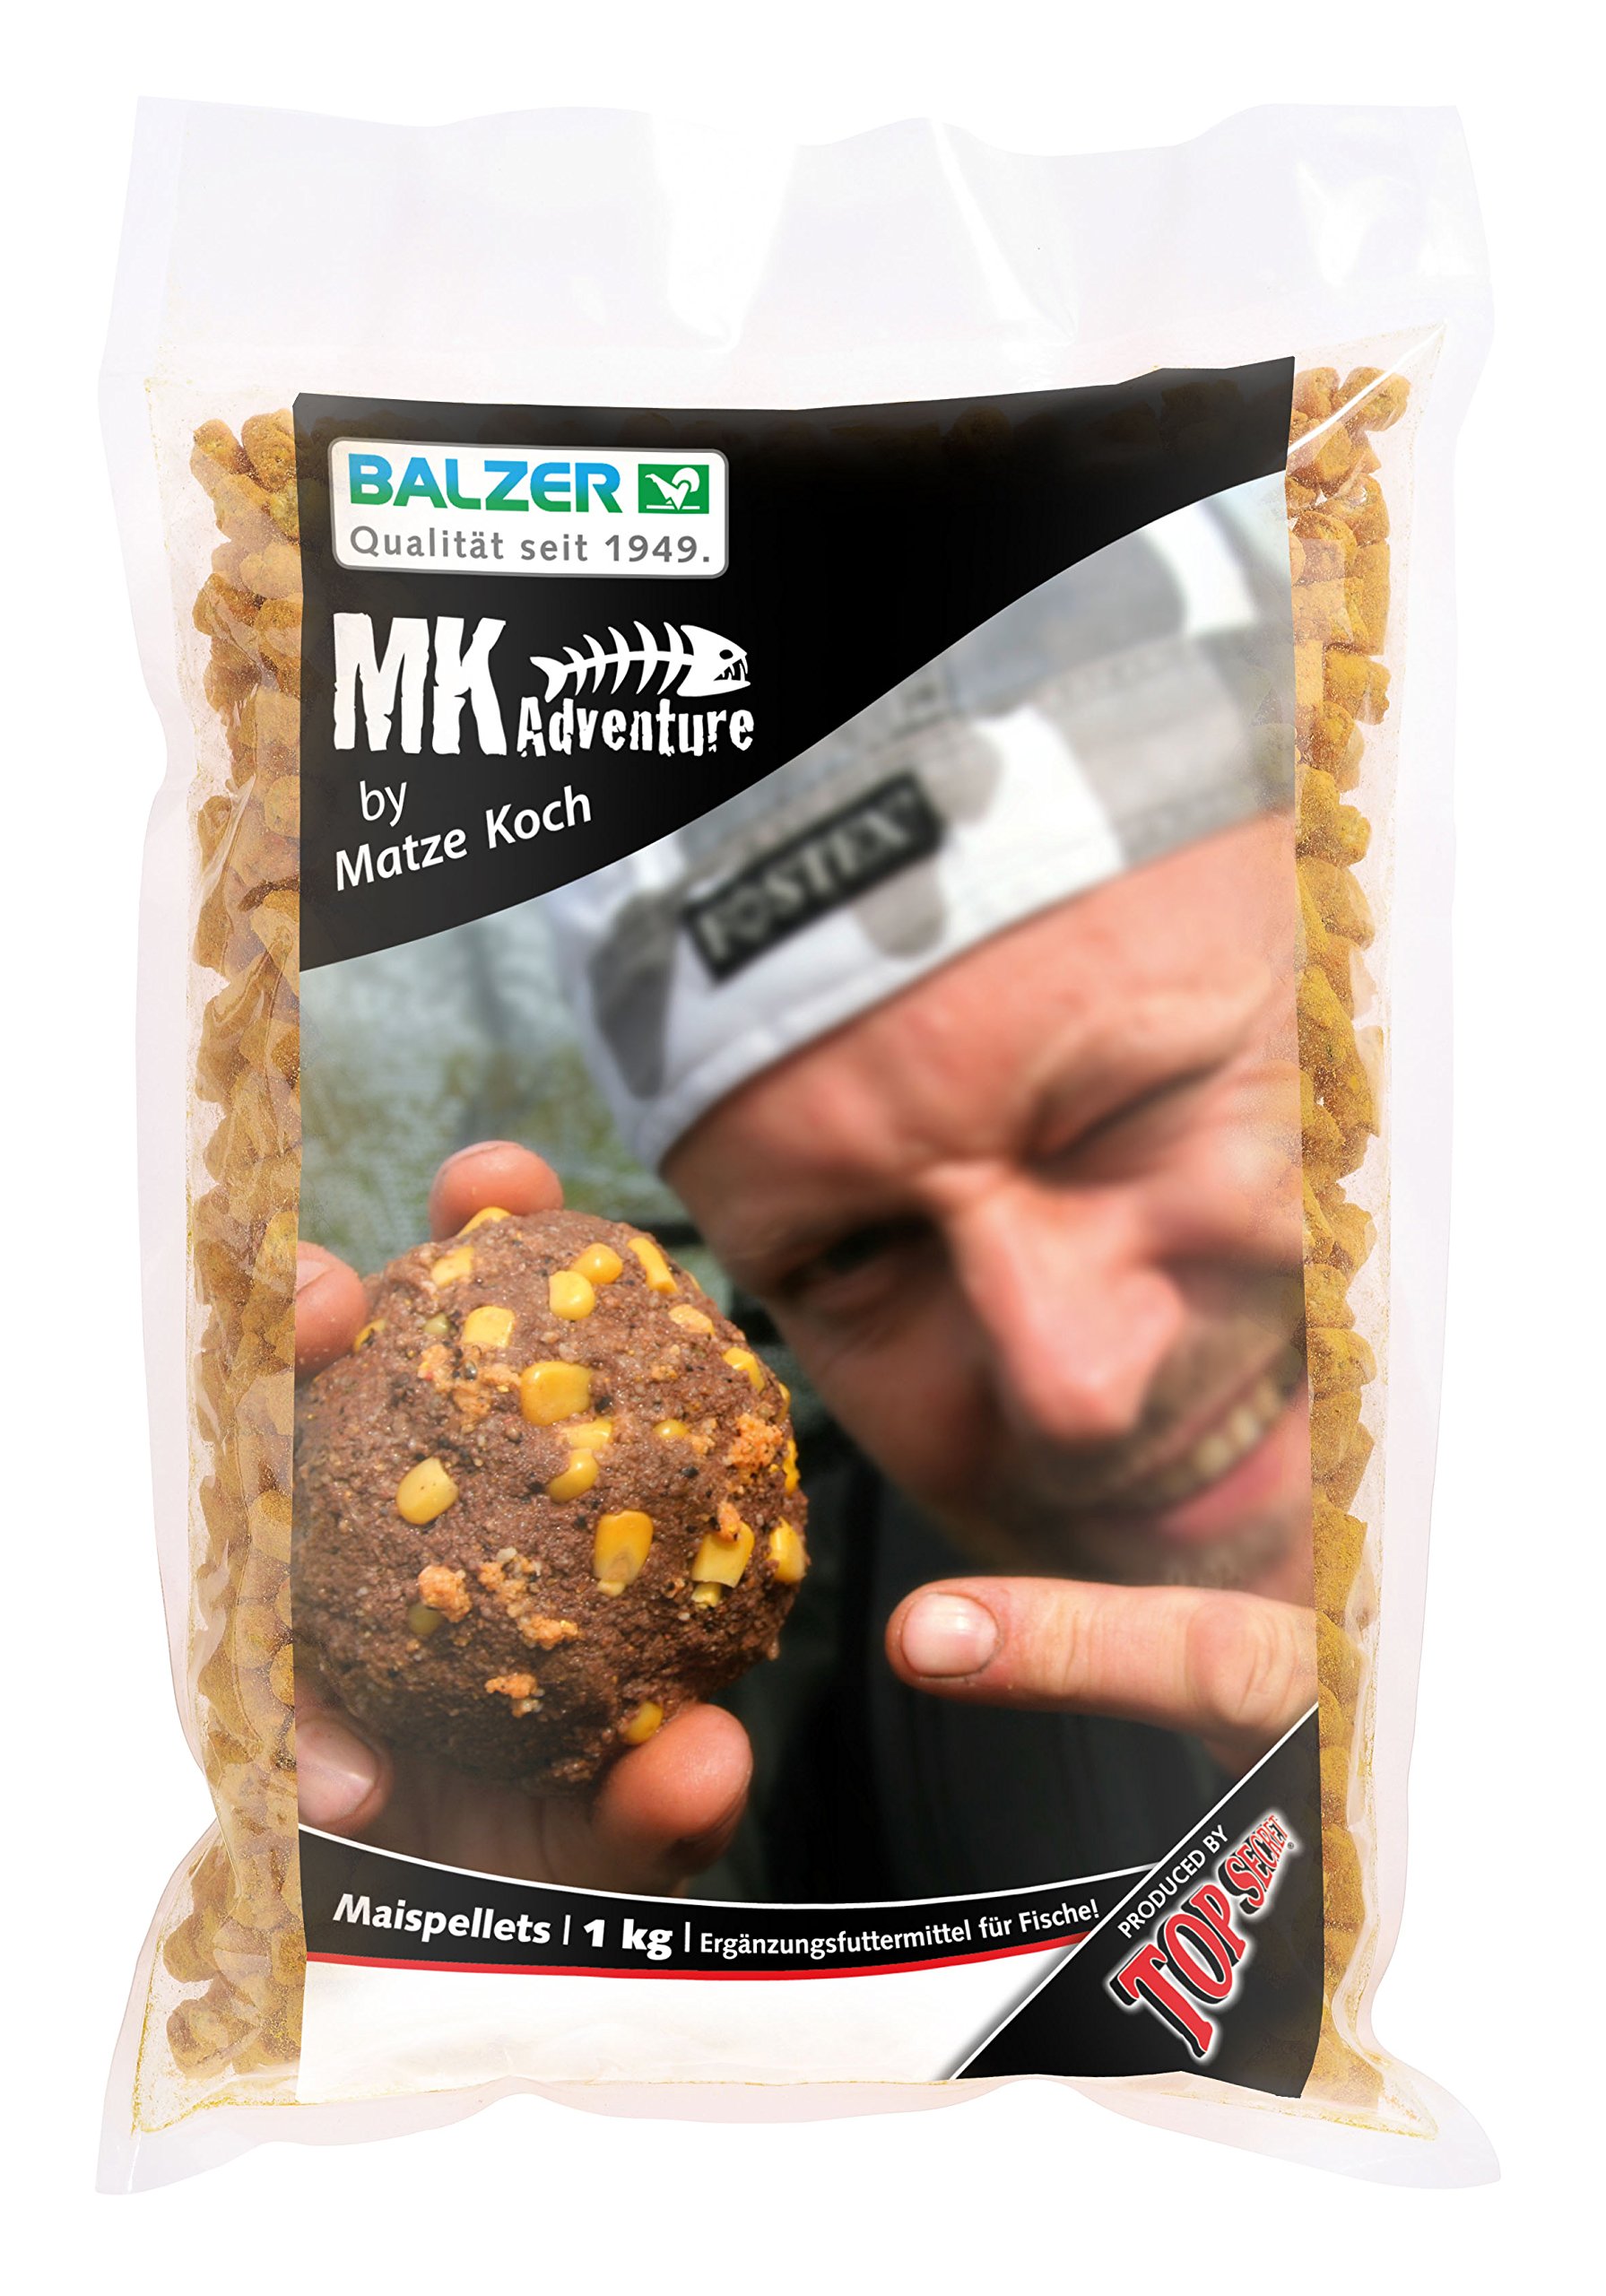 BALZER
Qualität seit 1949.
MK
Adventure
by
Matze Koch
FOSTEX
Maispellets | 1 kg | Ergänzungsfuttermittel für Fische!
PRODUCED BY
TOP SECRET®